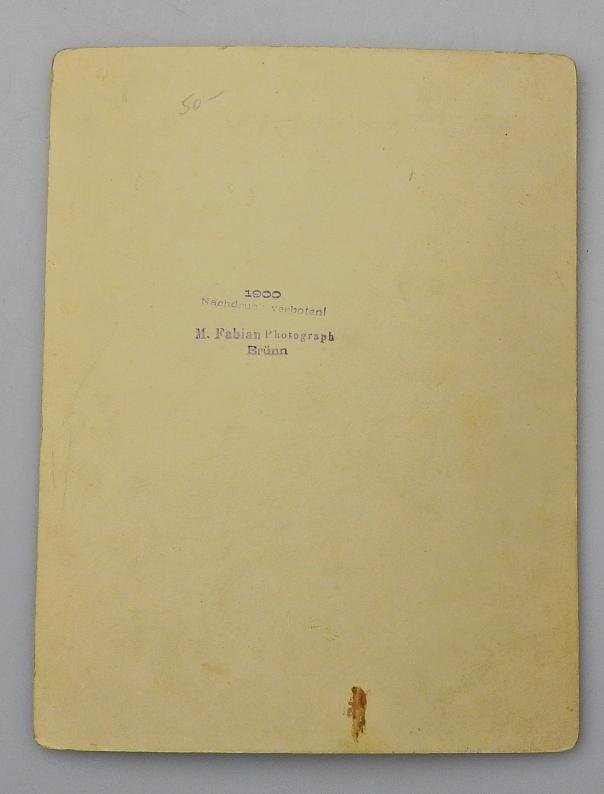 50-
1900
Nachdruck verboten!
M. Fabian Photograph
Brünn